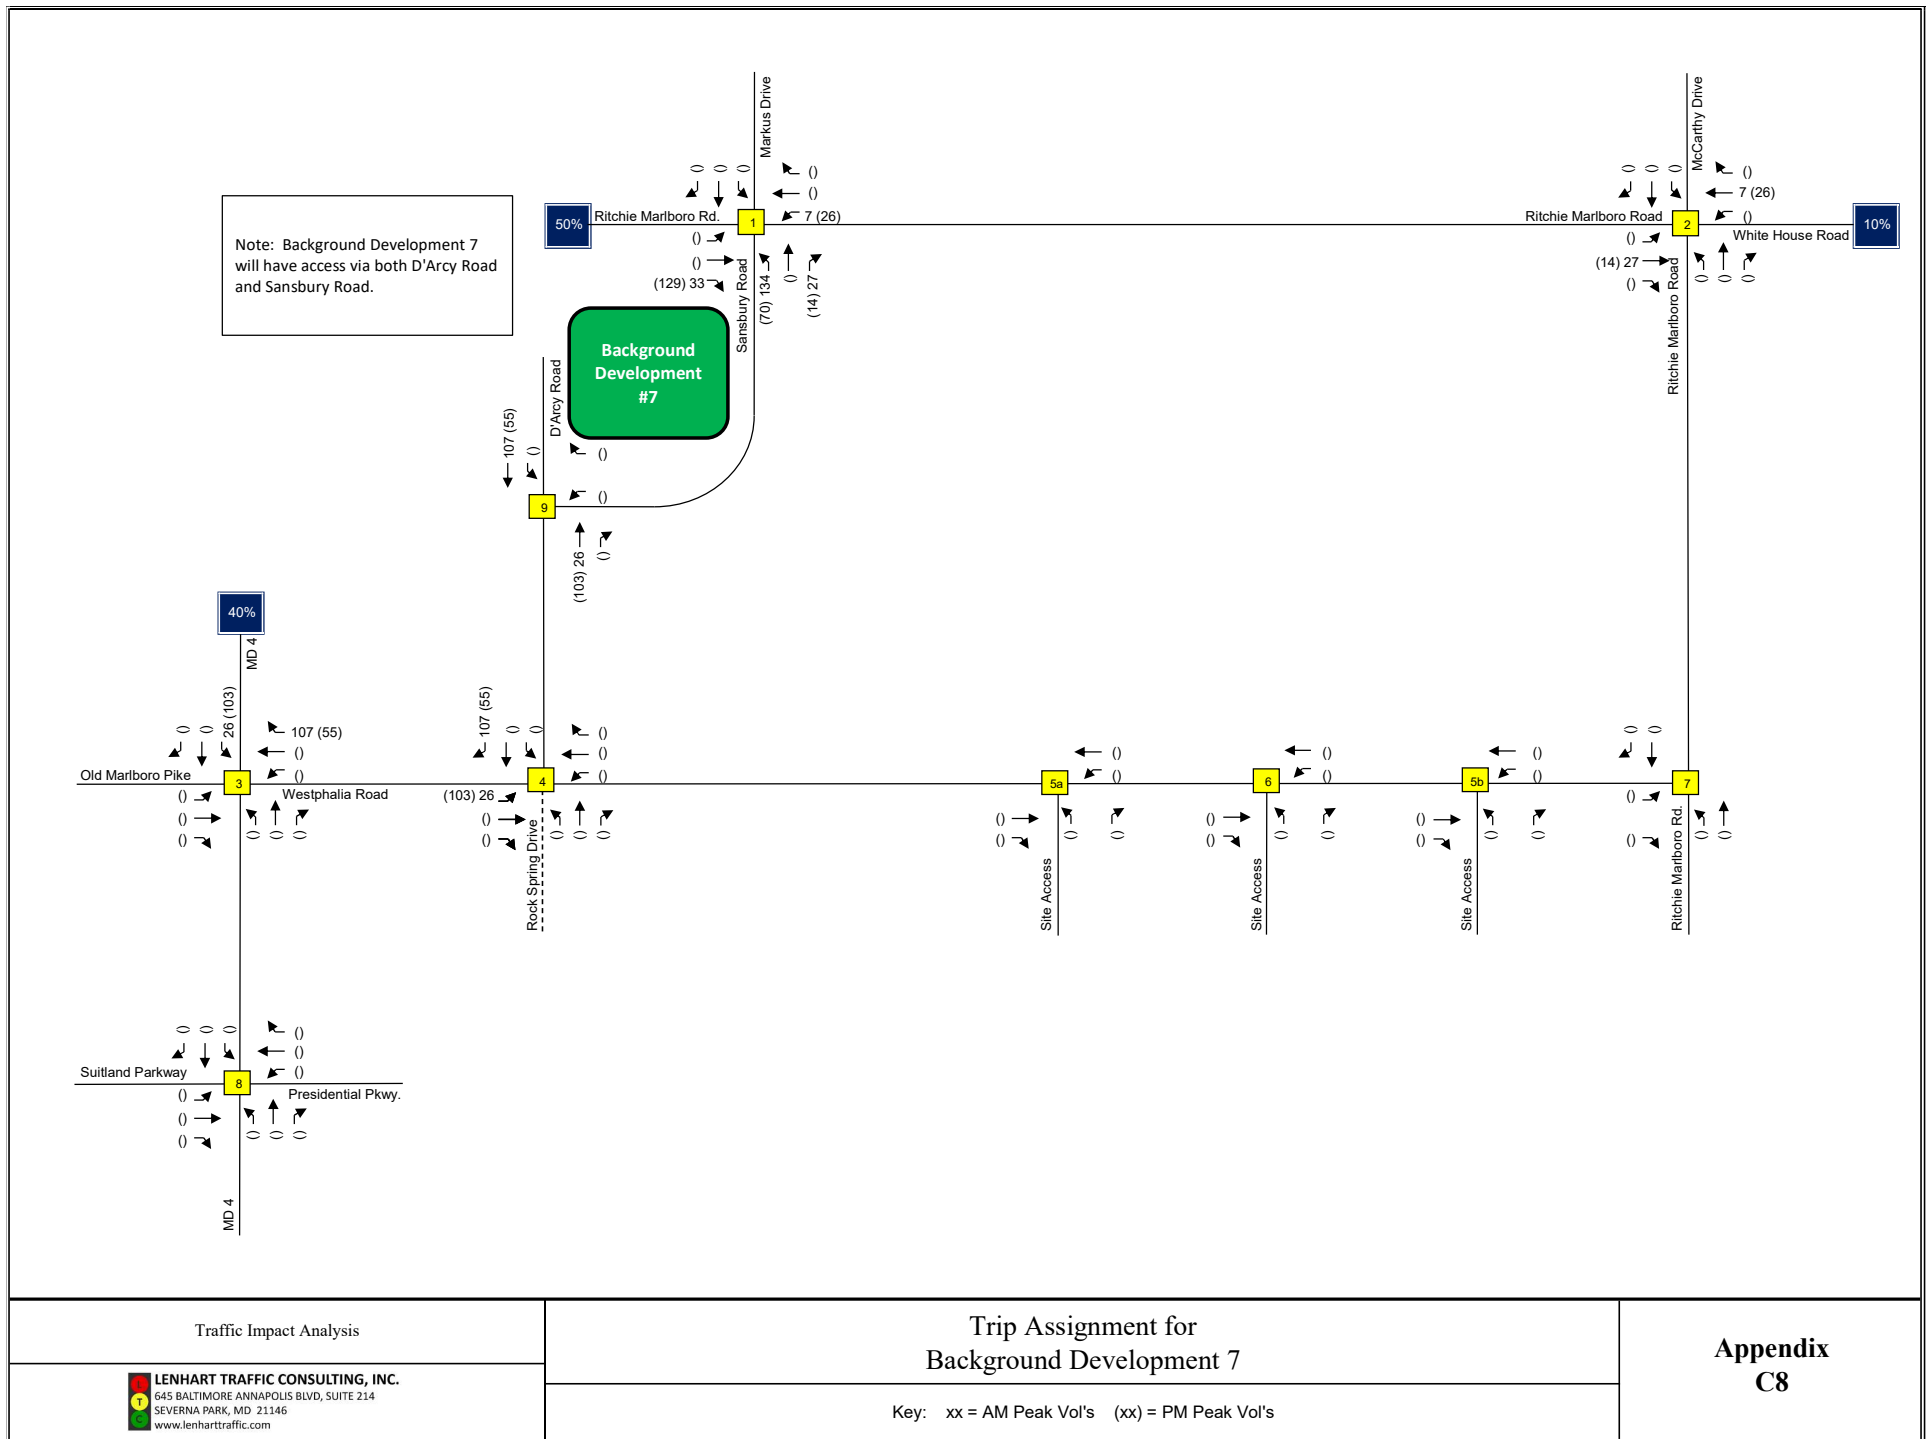 Markus Drive
McCarthy Drive
() () ()
()
()
7 (26)
Ritchie Marlboro Rd.
50%
1
()
()
(129) 33
(70) 134
()
(14) 27
Sansbury Road
() () ()
()
7 (26)
()
Ritchie Marlboro Road
2
White House Road
10%
()
(14) 27
()
() () ()
Ritchie Marlboro Road
Note: Background Development 7
will have access via both D'Arcy Road
and Sansbury Road.
Background
Development
#7
D'Arcy Road
107 (55)
()
()
()
9
(103) 26
()
40%
MD 4
() () 26 (103)
107 (55)
()
()
Old Marlboro Pike
3
Westphalia Road
()
()
()
() () ()
107 (55) () ()
()
()
()
4
(103) 26
()
()
() () ()
Rock Spring Drive
()
()
5a
()
()
() ()
Site Access
()
()
6
()
()
() ()
Site Access
()
()
5b
()
()
() ()
Site Access
() ()
7
()
()
() ()
Ritchie Marlboro Rd.
() () ()
()
()
()
Suitland Parkway
8
Presidential Pkwy.
()
()
()
() () ()
MD 4
Traffic Impact Analysis
L
T
C
LENHART TRAFFIC CONSULTING, INC.
645 BALTIMORE ANNAPOLIS BLVD, SUITE 214
SEVERNA PARK, MD 21146
www.lenharttraffic.com
Trip Assignment for
Background Development 7
Key: xx = AM Peak Vol's (xx) = PM Peak Vol's
Appendix
C8